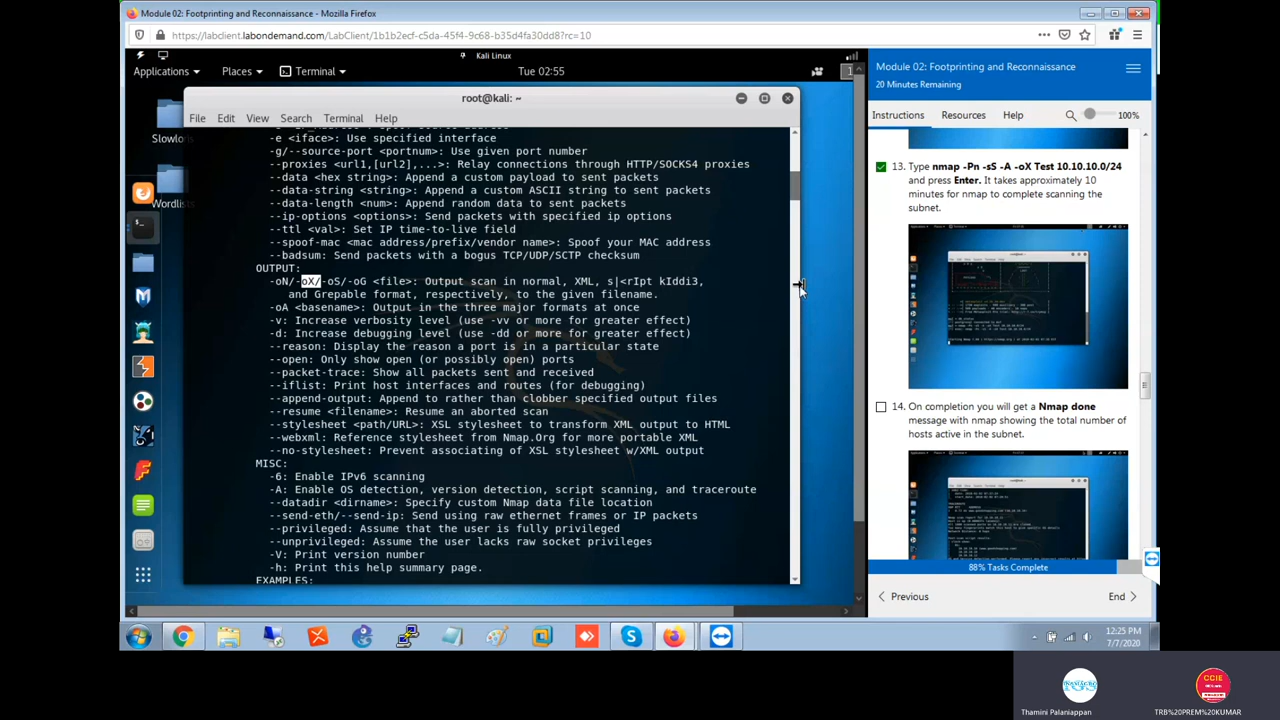 Module 02: Footprinting and Reconnaissance - Mozilla Firefox
https://labclient.labondemand.com/LabClient/1b1b2ecf-bcda-45f4-9c68-b35d4fa30dd8?rc=10
Kali Linux
Applications
Places
Terminal
Tue 02:55
1
Slowlori
Wordlists
root@kali: ~
File Edit View Search Terminal Help
-e <iface>: Use specified interface
-g/--source-port <portnum>: Use given port number
--proxies <url1,[url2],...>: Relay connections through HTTP/SOCKS4 proxies
--data <hex string>: Append a custom payload to sent packets
--data-string <string>: Append a custom ASCII string to sent packets
--data-length <num>: Append random data to sent packets
--ip-options <options>: Send packets with specified ip options
--ttl <val>: Set IP time-to-live field
--spoof-mac <mac address/prefix/vendor name>: Spoof your MAC address
--badsum: Send packets with a bogus TCP/UDP/SCTP checksum
OUTPUT:
-oN/-oX/-oS/-oG <file>: Output scan in normal, XML, s|<rIpt kIddi3,
and Grepable format, respectively, to the given filename.
-oA <basename>: Output in the three major formats at once
-v: Increase verbosity level (use -vv or more for greater effect)
-d: Increase debugging level (use -dd or more for greater effect)
--reason: Display the reason a port is in a particular state
--open: Only show open (or possibly open) ports
--packet-trace: Show all packets sent and received
--iflist: Print host interfaces and routes (for debugging)
--append-output: Append to rather than clobber specified output files
--resume <filename>: Resume an aborted scan
--stylesheet <path/URL>: XSL stylesheet to transform XML output to HTML
--webxml: Reference stylesheet from Nmap.Org for more portable XML
--no-stylesheet: Prevent associating of XSL stylesheet w/XML output
MISC:
-6: Enable IPv6 scanning
-A: Enable OS detection, version detection, script scanning, and traceroute
--datadir <dirname>: Specify custom Nmap data file location
--send-eth/--send-ip: Send using raw ethernet frames or IP packets
--privileged: Assume that the user is fully privileged
--unprivileged: Assume the user lacks raw socket privileges
-V: Print version number
-h: Print this help summary page.
EXAMPLES:
Module 02: Footprinting and Reconnaissance
20 Minutes Remaining
Instructions Resources Help
100%
13. Type nmap -Pn -sS -A -oX Test 10.10.10.0/24
and press Enter. It takes approximately 10
minutes for nmap to complete scanning the
subnet.
14. On completion you will get a Nmap done
message with nmap showing the total number of
hosts active in the subnet.
88% Tasks Complete
Previous
End
12:25 PM
7/7/2020
CCIE
Thamini Palaniappan
TRB%20PREM%20KUMAR